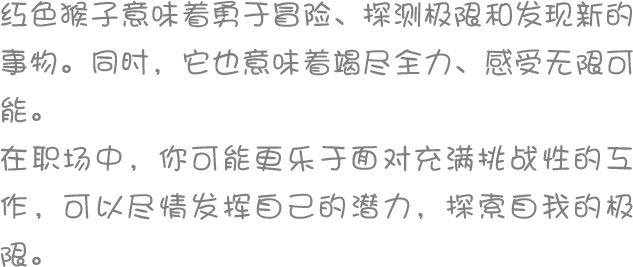 红色猴子意味着勇于冒险、探测极限和发现新的
事物。同时，它也意味着竭尽全力、感受无限可
能。
在职场中，你可能更乐于面对充满挑战性的工
作，可以尽情发挥自己的潜力，探索自我的极
限。